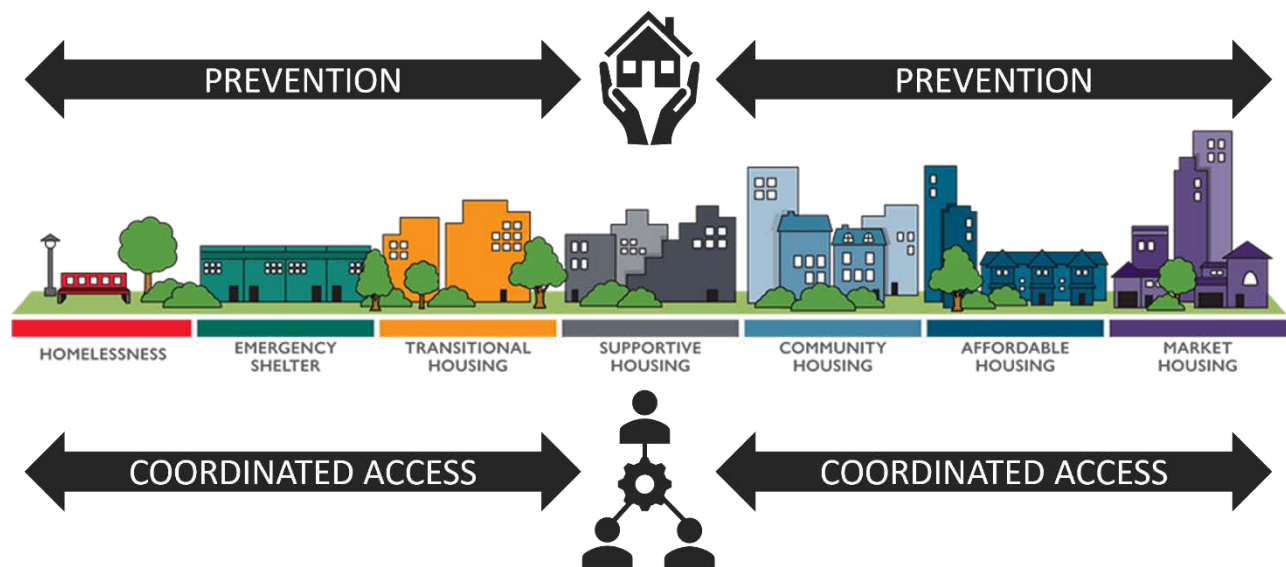 PREVENTION
PREVENTION
HOMELESSNESS
EMERGENCY
SHELTER
TRANSITIONAL
HOUSING
SUPPORTIVE
HOUSING
COMMUNITY
HOUSING
AFFORDABLE
HOUSING
MARKET
HOUSING
COORDINATED ACCESS
COORDINATED ACCESS